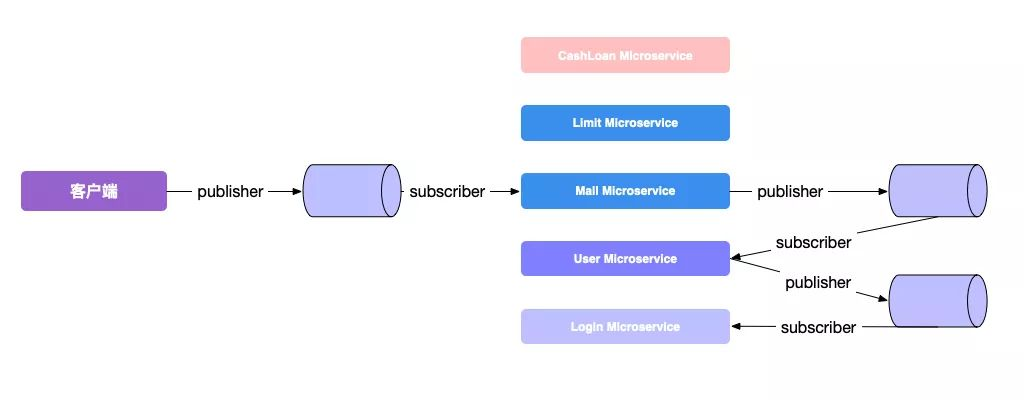 CashLoan Microservice
Limit Microservice
客户端
publisher
subscriber
Mall Microservice
publisher
subscriber
User Microservice
publisher
Login Microservice
subscriber